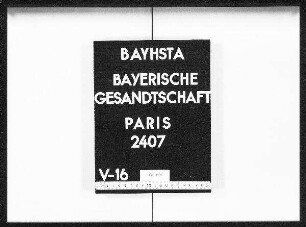 BAYHSTA
BAYERISCHE
GESANDTSCHAFT
PARIS
2407
V-16